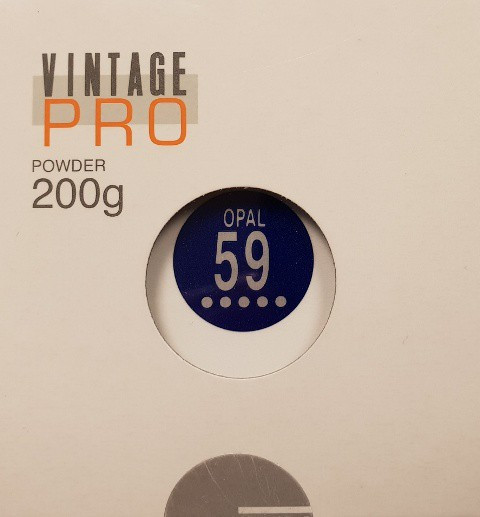 VINTAGE
PRO
POWDER
200g
OPAL
59